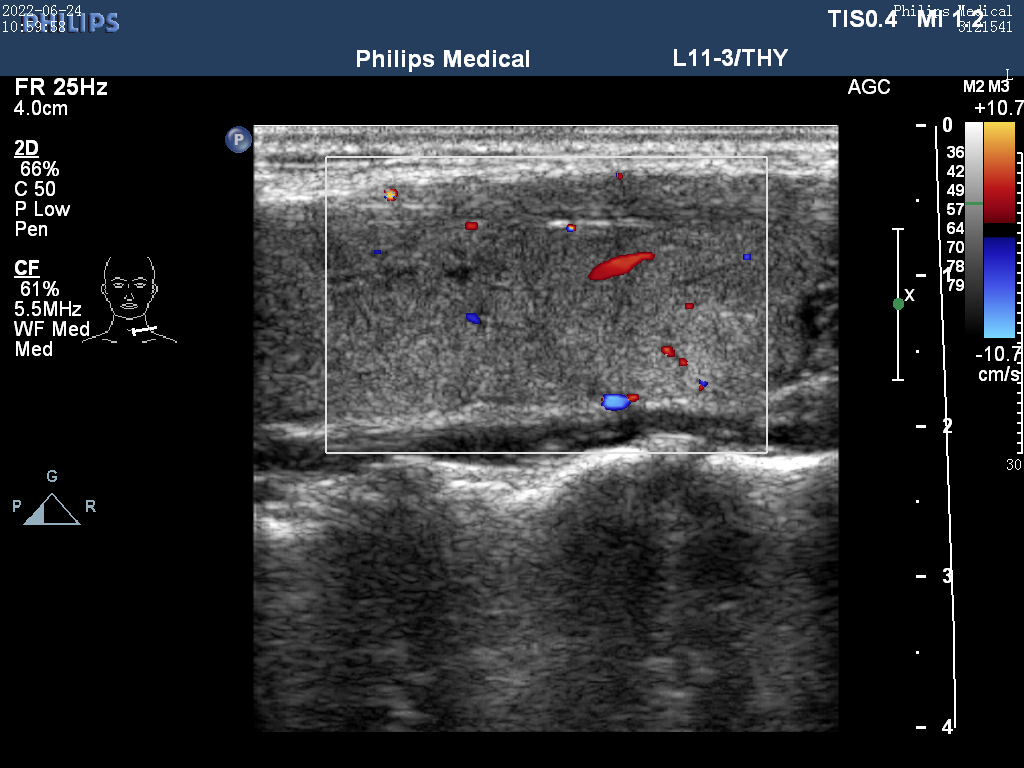 2022-06-24
10:59:58
PHILIPS
Philips Medical
3121541
TIS0.4 MI 1.2
Philips Medical
L11-3/THY
FR 25Hz
4.0cm
2D
66%
C 50
P Low
Pen
CF
61%
5.5MHz
WF Med
Med
P
AGC
M2 M3
+10.7
36
42
49
57
64
70
78
79
-10.7
cm/s
x
0
1
2
3
4
30
L
G
P
R